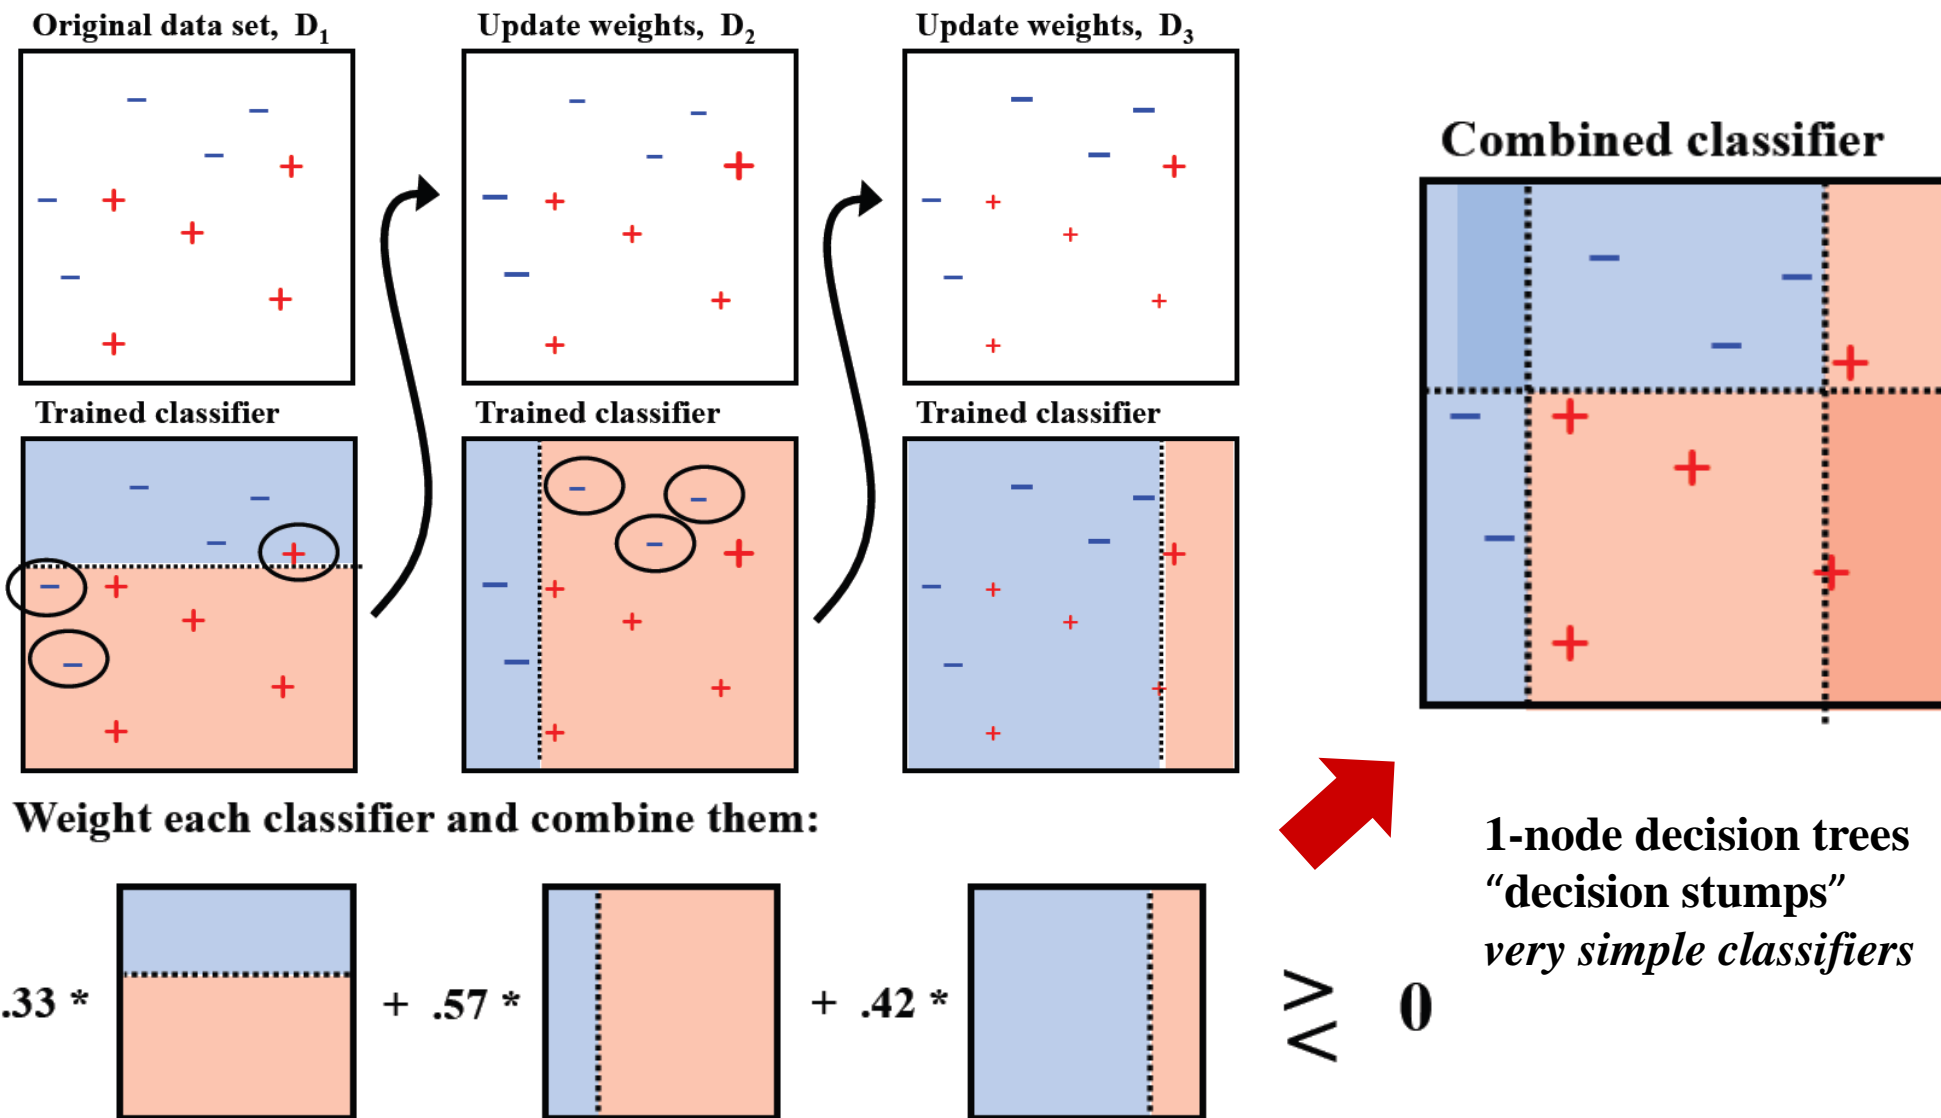 Original data set, D₁
Update weights, D₂
Update weights, D₃
Combined classifier
Trained classifier
Trained classifier
Trained classifier
Weight each classifier and combine them:
.33 * + .57 * + .42 * ≷ 0
1-node decision trees
“decision stumps”
very simple classifiers